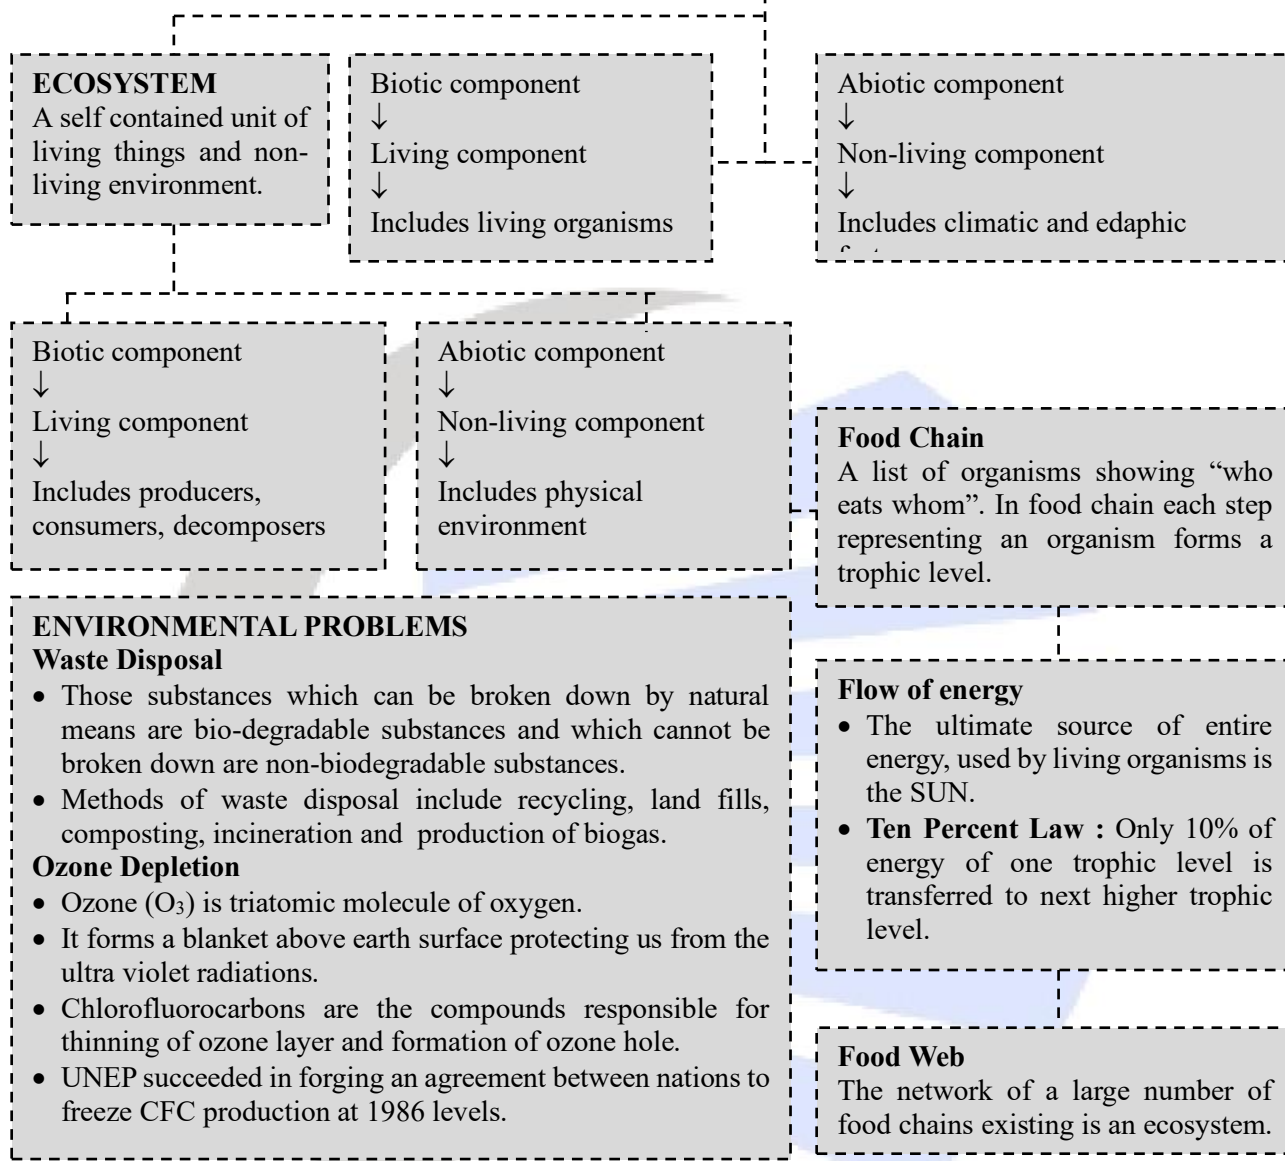 ECOSYSTEM
A self contained unit of
living things and non-
living environment.
Biotic component
↓
Living component
↓
Includes living organisms
Abiotic component
↓
Non-living component
↓
Includes climatic and edaphic
Biotic component
↓
Living component
↓
Includes producers,
consumers, decomposers
Abiotic component
↓
Non-living component
↓
Includes physical
environment
Food Chain
A list of organisms showing “who
eats whom”. In food chain each step
representing an organism forms a
trophic level.
ENVIRONMENTAL PROBLEMS
Waste Disposal
• Those substances which can be broken down by natural
means are bio-degradable substances and which cannot be
broken down are non-biodegradable substances.
• Methods of waste disposal include recycling, land fills,
composting, incineration and production of biogas.
Ozone Depletion
• Ozone (O₃) is triatomic molecule of oxygen.
• It forms a blanket above earth surface protecting us from the
ultra violet radiations.
• Chlorofluorocarbons are the compounds responsible for
thinning of ozone layer and formation of ozone hole.
• UNEP succeeded in forging an agreement between nations to
freeze CFC production at 1986 levels.
Flow of energy
• The ultimate source of entire
energy, used by living organisms is
the SUN.
• Ten Percent Law : Only 10% of
energy of one trophic level is
transferred to next higher trophic
level.
Food Web
The network of a large number of
food chains existing is an ecosystem.